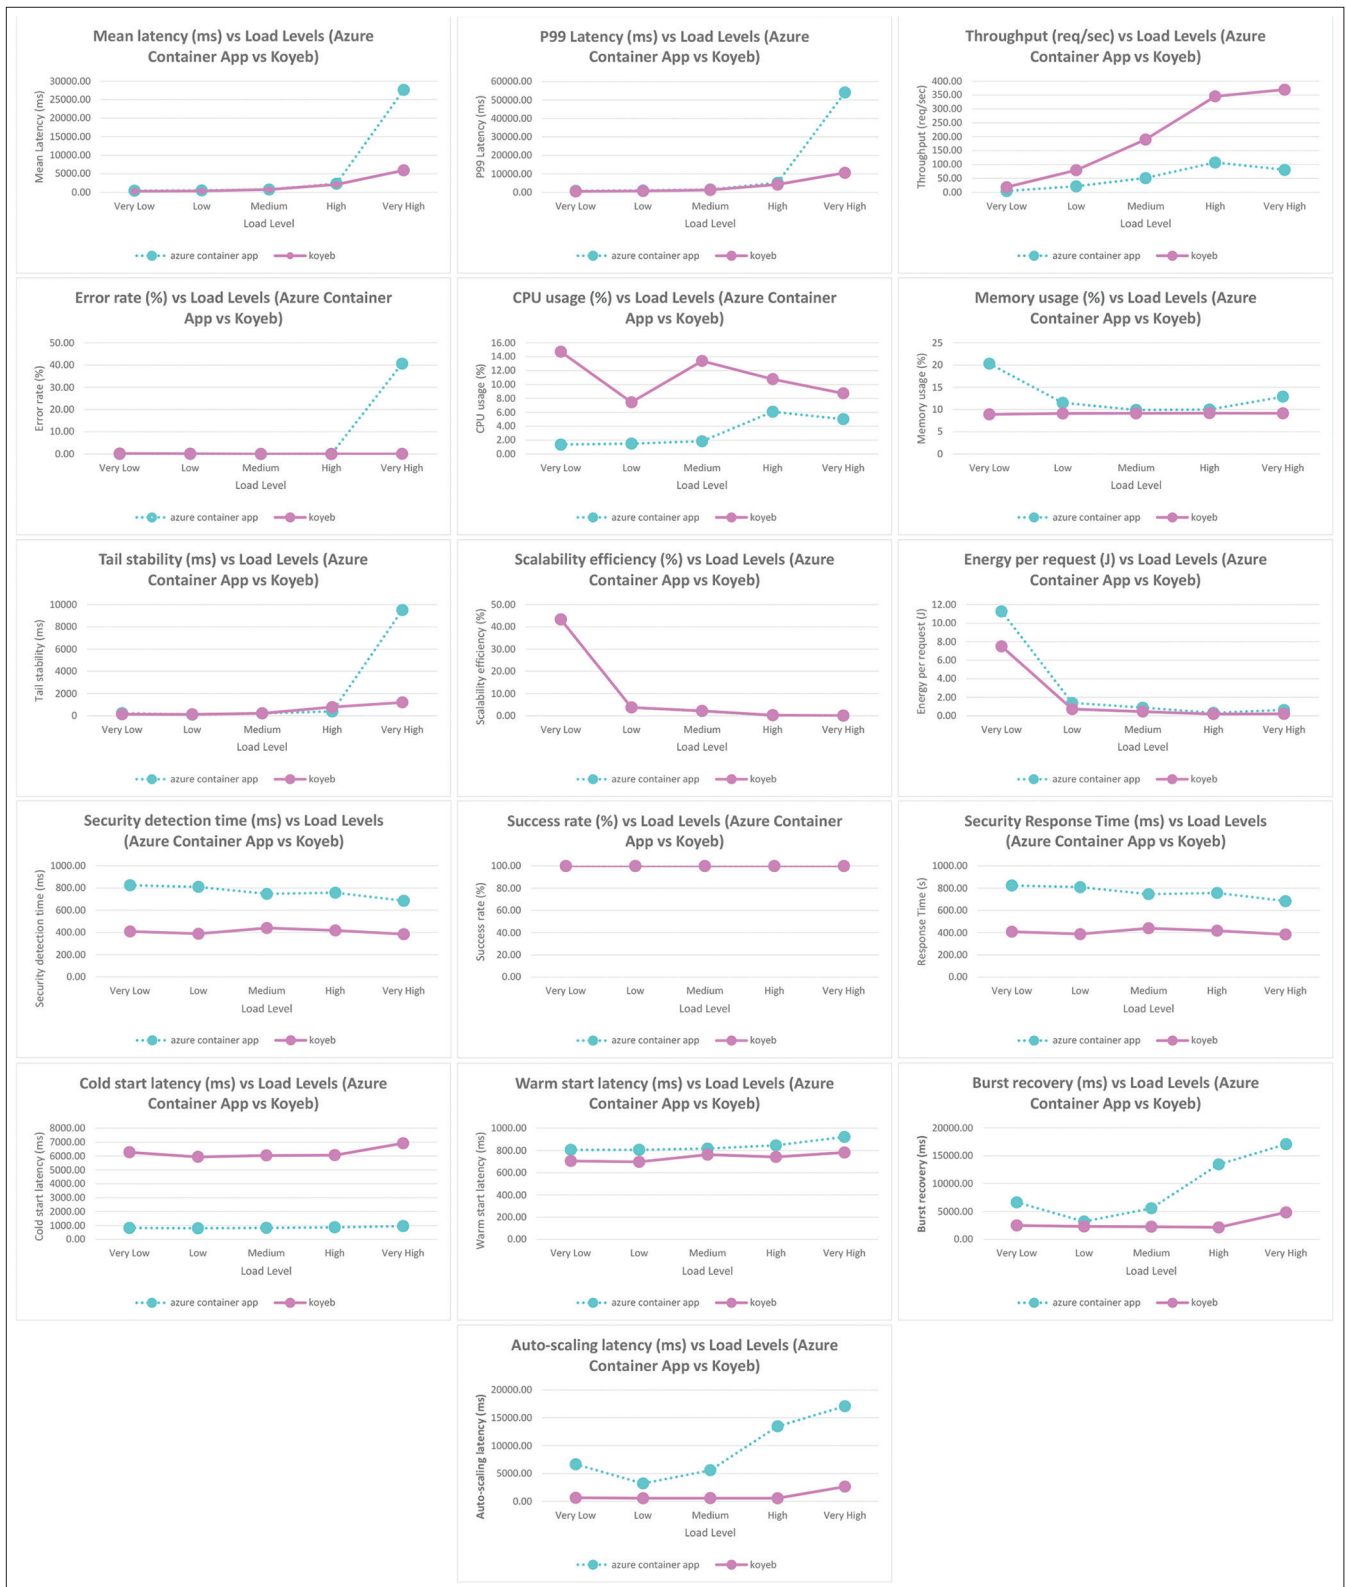 Mean latency (ms) vs Load Levels (Azure
Container App vs Koyeb)
Mean Latency (ms)
30000.00
25000.00
20000.00
15000.00
10000.00
5000.00
0.00
Very Low Low Medium High Very High
Load Level
azure container app koyeb
P99 Latency (ms) vs Load Levels (Azure
Container App vs Koyeb)
P99 Latency (ms)
60000.00
50000.00
40000.00
30000.00
20000.00
10000.00
0.00
Very Low Low Medium High Very High
Load Level
azure container app koyeb
Throughput (req/sec) vs Load Levels (Azure
Container App vs Koyeb)
Throughput (req/sec)
400.00
350.00
300.00
250.00
200.00
150.00
100.00
50.00
0.00
Very Low Low Medium High Very High
Load Level
azure container app koyeb
Error rate (%) vs Load Levels (Azure Container
App vs Koyeb)
Error rate (%)
50.00
40.00
30.00
20.00
10.00
0.00
Very Low Low Medium High Very High
Load Level
azure container app koyeb
CPU usage (%) vs Load Levels (Azure Container
App vs Koyeb)
CPU usage (%)
16.00
14.00
12.00
10.00
8.00
6.00
4.00
2.00
0.00
Very Low Low Medium High Very High
Load Level
azure container app koyeb
Memory usage (%) vs Load Levels (Azure
Container App vs Koyeb)
Memory usage (%)
25
20
15
10
5
0
Very Low Low Medium High Very High
Load Level
azure container app koyeb
Tail stability (ms) vs Load Levels (Azure
Container App vs Koyeb)
Tail stability (ms)
10000
8000
6000
4000
2000
0
Very Low Low Medium High Very High
Load Level
azure container app koyeb
Scalability efficiency (%) vs Load Levels (Azure
Container App vs Koyeb)
Scalability efficiency (%)
50.00
40.00
30.00
20.00
10.00
0.00
Very Low Low Medium High Very High
Load Level
azure container app koyeb
Energy per request (J) vs Load Levels (Azure
Container App vs Koyeb)
Energy per request (J)
12.00
10.00
8.00
6.00
4.00
2.00
0.00
Very Low Low Medium High Very High
Load Level
azure container app koyeb
Security detection time (ms) vs Load Levels
(Azure Container App vs Koyeb)
Security detection time (ms)
1000.00
800.00
600.00
400.00
200.00
0.00
Very Low Low Medium High Very High
Load Level
azure container app koyeb
Success rate (%) vs Load Levels (Azure Container
App vs Koyeb)
Success rate (%)
100.00
80.00
60.00
40.00
20.00
0.00
Very Low Low Medium High Very High
Load Level
azure container app koyeb
Security Response Time (ms) vs Load Levels
(Azure Container App vs Koyeb)
Response Time (s)
1000.00
800.00
600.00
400.00
200.00
0.00
Very Low Low Medium High Very High
Load Level
azure container app koyeb
Cold start latency (ms) vs Load Levels (Azure
Container App vs Koyeb)
Cold start latency (ms)
8000.00
7000.00
6000.00
5000.00
4000.00
3000.00
2000.00
1000.00
0.00
Very Low Low Medium High Very High
Load Level
azure container app koyeb
Warm start latency (ms) vs Load Levels (Azure
Container App vs Koyeb)
Warm start latency (ms)
1000.00
800.00
600.00
400.00
200.00
0.00
Very Low Low Medium High Very High
Load Level
azure container app koyeb
Burst recovery (ms) vs Load Levels (Azure
Container App vs Koyeb)
Burst recovery (ms)
20000.00
15000.00
10000.00
5000.00
0.00
Very Low Low Medium High Very High
Load Level
azure container app koyeb
Auto-scaling latency (ms) vs Load Levels (Azure
Container App vs Koyeb)
Auto-scaling latency (ms)
20000.00
15000.00
10000.00
5000.00
0.00
Very Low Low Medium High Very High
Load Level
azure container app koyeb